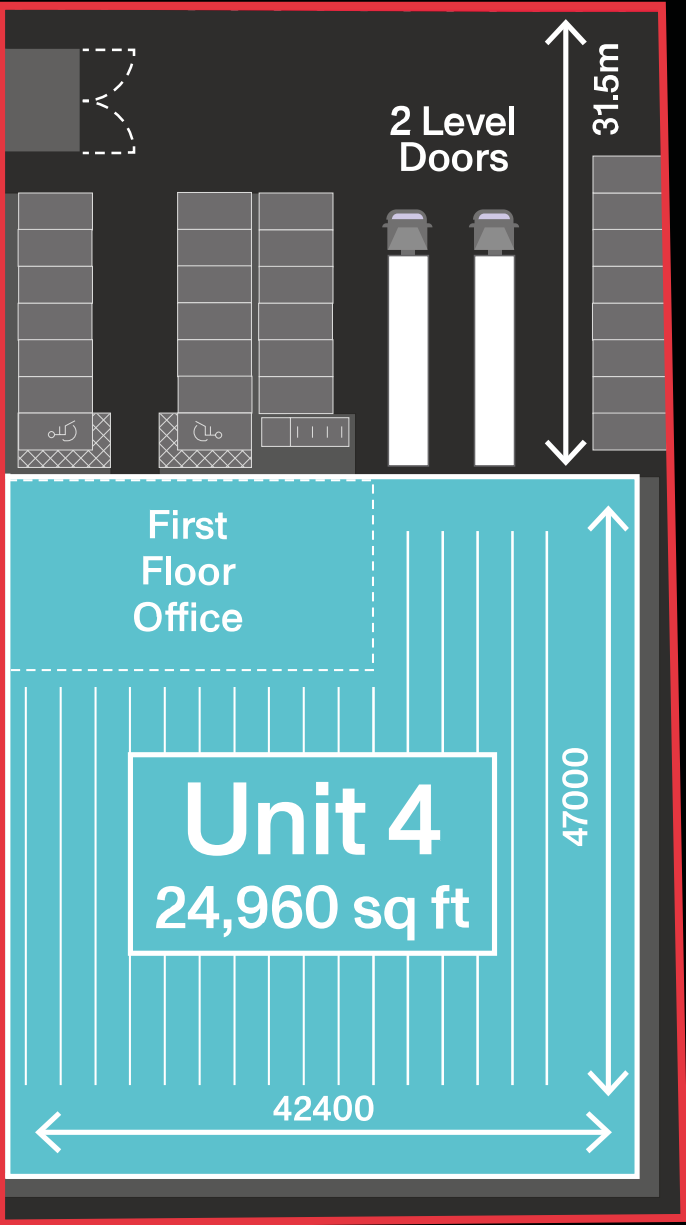 31.5m
2 Level
Doors
First
Floor
Office
Unit 4
24,960 sq ft
47000
42400